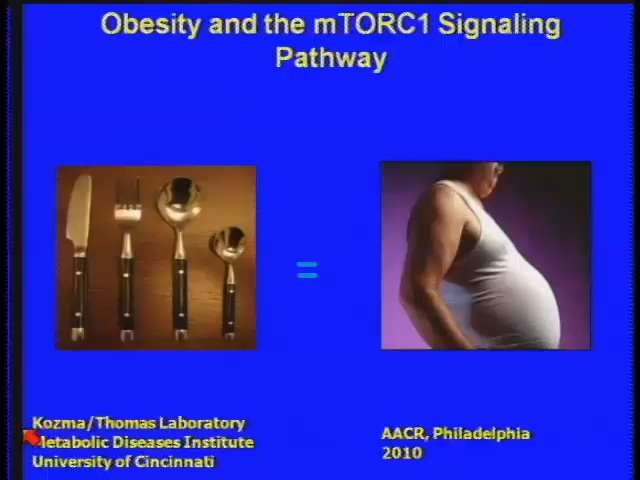 Obesity and the mTORC1 Signaling
Pathway
=
Kozma/Thomas Laboratory
Metabolic Diseases Institute
University of Cincinnati
AACR, Philadelphia
2010